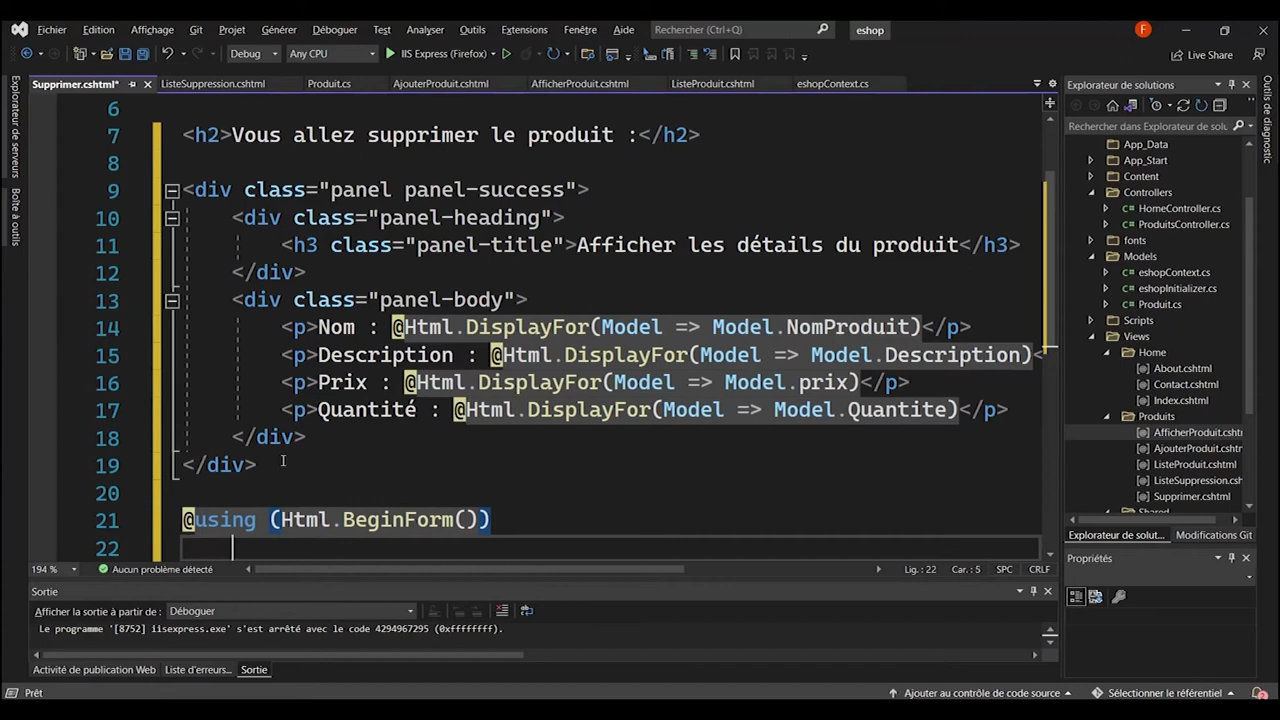 Fichier Edition Affichage Git Projet Générer Déboguer Test Analyser Outils Extensions Fenêtre Aide Rechercher (Ctrl+Q) eshop F
Debug Any CPU IIS Express (Firefox) Live Share
Explorateur de serveurs
Boîte à outils
Supprimer.cshtml* ListeSuppression.cshtml Produit.cs AjouterProduit.cshtml AfficherProduit.cshtml ListeProduit.cshtml eshopContext.cs
6
7 <h2>Vous allez supprimer le produit :</h2>
8
9 <div class="panel panel-success">
10 <div class="panel-heading">
11 <h3 class="panel-title">Afficher les détails du produit</h3>
12 </div>
13 <div class="panel-body">
14 <p>Nom : @Html.DisplayFor(Model => Model.NomProduit)</p>
15 <p>Description : @Html.DisplayFor(Model => Model.Description)<
16 <p>Prix : @Html.DisplayFor(Model => Model.prix)</p>
17 <p>Quantité : @Html.DisplayFor(Model => Model.Quantite)</p>
18 </div>
19 </div>
20
21 @using (Html.BeginForm())
22
194 % Aucun problème détecté Lig. : 22 Car. : 5 SPC CRLF
Sortie
Afficher la sortie à partir de : Déboguer
Le programme '[8752] iisexpress.exe' s'est arrêté avec le code 4294967295 (0xffffffff).
Activité de publication Web Liste d'erreurs... Sortie
Explorateur de solutions
Rechercher dans Explorateur de solu
App_Data
App_Start
Content
Controllers
HomeController.cs
ProduitsController.cs
fonts
Models
eshopContext.cs
eshopInitializer.cs
Produit.cs
Scripts
Views
Home
About.cshtml
Contact.cshtml
Index.cshtml
Produits
AfficherProduit.cshtm
AjouterProduit.cshtml
ListeProduit.cshtml
ListeSuppression.csht
Supprimer.cshtml
Shared
Explorateur de solut... Modifications Git
Propriétés
Outils de diagnostic
Prêt Ajouter au contrôle de code source Sélectionner le référentiel 2